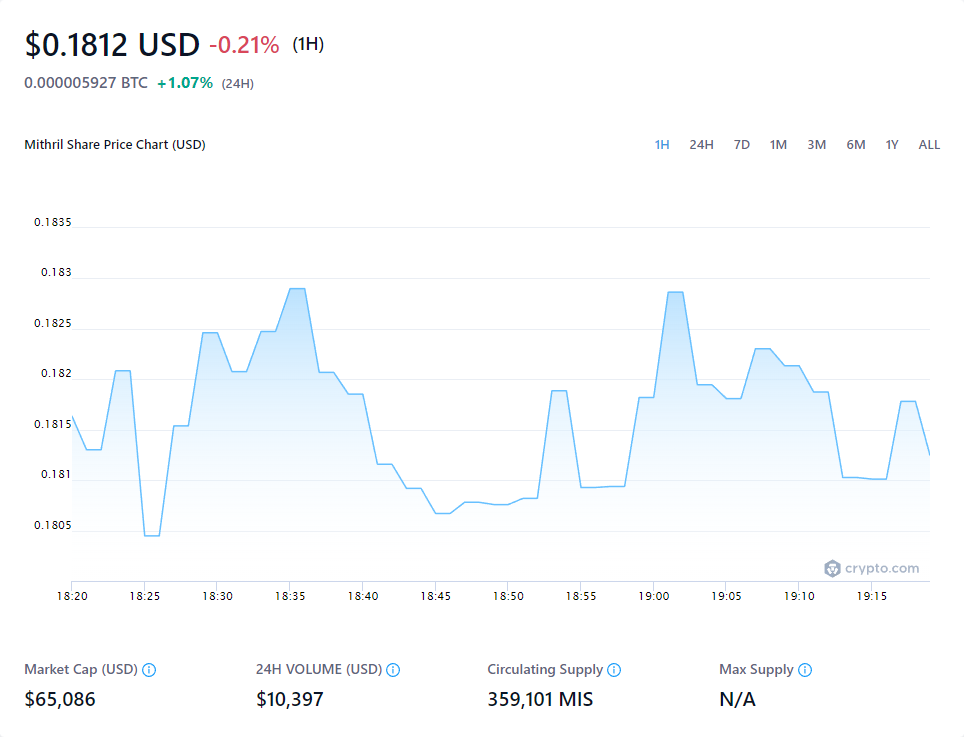 $0.1812 USD -0.21% (1H)
0.000005927 BTC +1.07% (24H)
Mithril Share Price Chart (USD) 1H 24H 7D 1M 3M 6M 1Y ALL
0.1835
0.183
0.1825
0.182
0.1815
0.181
0.1805
crypto.com
18:20 18:25 18:30 18:35 18:40 18:45 18:50 18:55 19:00 19:05 19:10 19:15
Market Cap (USD) 24H VOLUME (USD) Circulating Supply Max Supply
$65,086 $10,397 359,101 MIS N/A